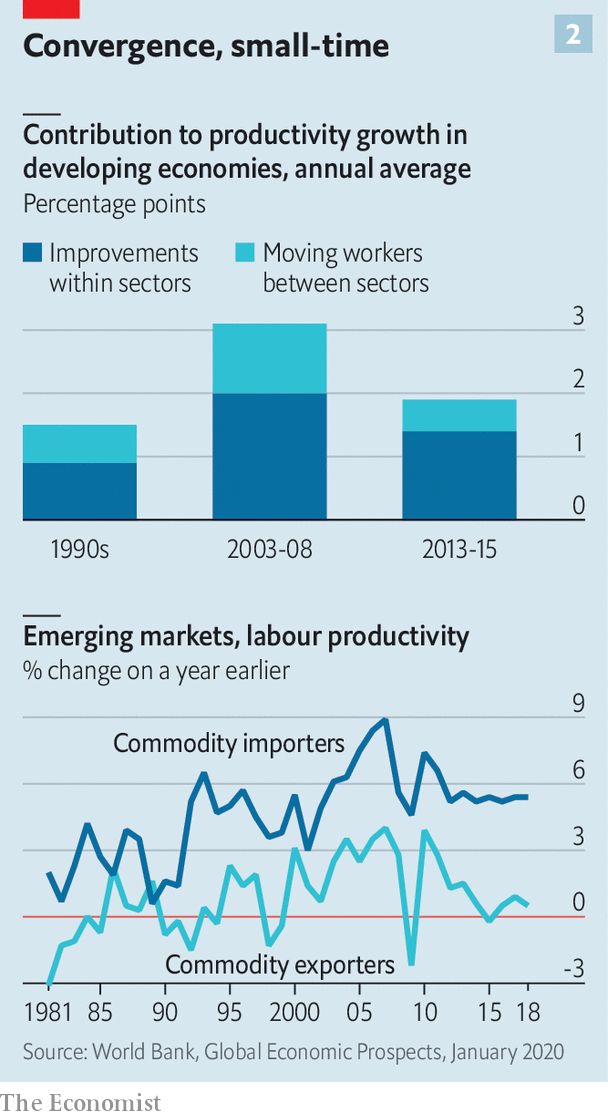 2
Convergence, small-time
Contribution to productivity growth in
developing economies, annual average
Percentage points
Improvements
within sectors
Moving workers
between sectors
3
2
1
0
1990s 2003-08 2013-15
Emerging markets, labour productivity
% change on a year earlier
9
Commodity importers
6
3
0
Commodity exporters
-3
1981 85 90 95 2000 05 10 15 18
Source: World Bank, Global Economic Prospects, January 2020
The Economist